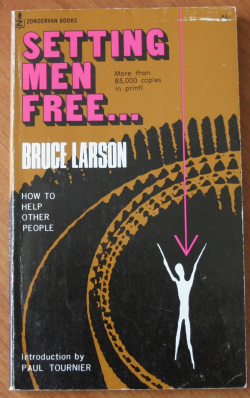 ZONDERVAN BOOKS
SETTING
MEN
FREE...
More than
85,000 copies
in print!
BRUCE LARSON
HOW TO
HELP
OTHER
PEOPLE
Introduction by
PAUL TOURNIER